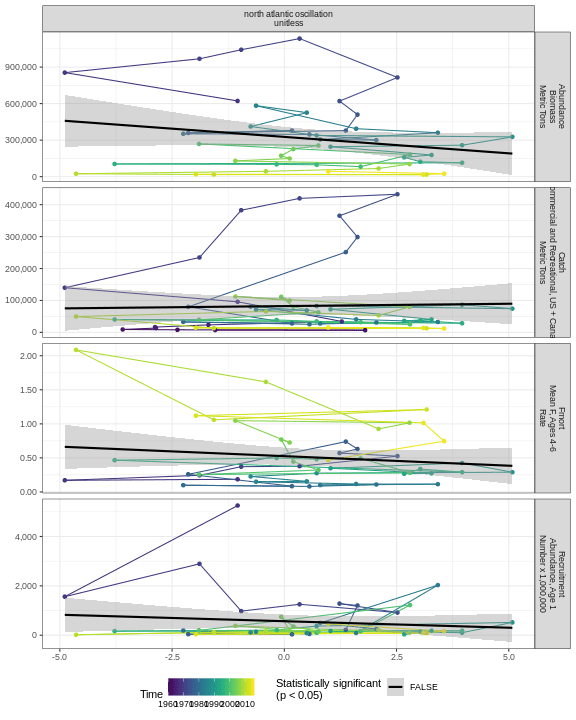 north atlantic oscillation
unitless
900,000
600,000
300,000
0
Abundance
Biomass
Metric Tons
400,000
300,000
200,000
100,000
0
Catch
ommercial and Recreational, US + Cana
Metric Tons
2.00
1.50
1.00
0.50
0.00
Fmort
Mean F, Ages 4-6
Rate
4,000
2,000
0
Recruitment
Abundance, Age 1
Number x 1,000,000
-5.0
-2.5
0.0
2.5
5.0
Time
1960
1970
1980
1990
2000
2010
Statistically significant
(p < 0.05)
FALSE